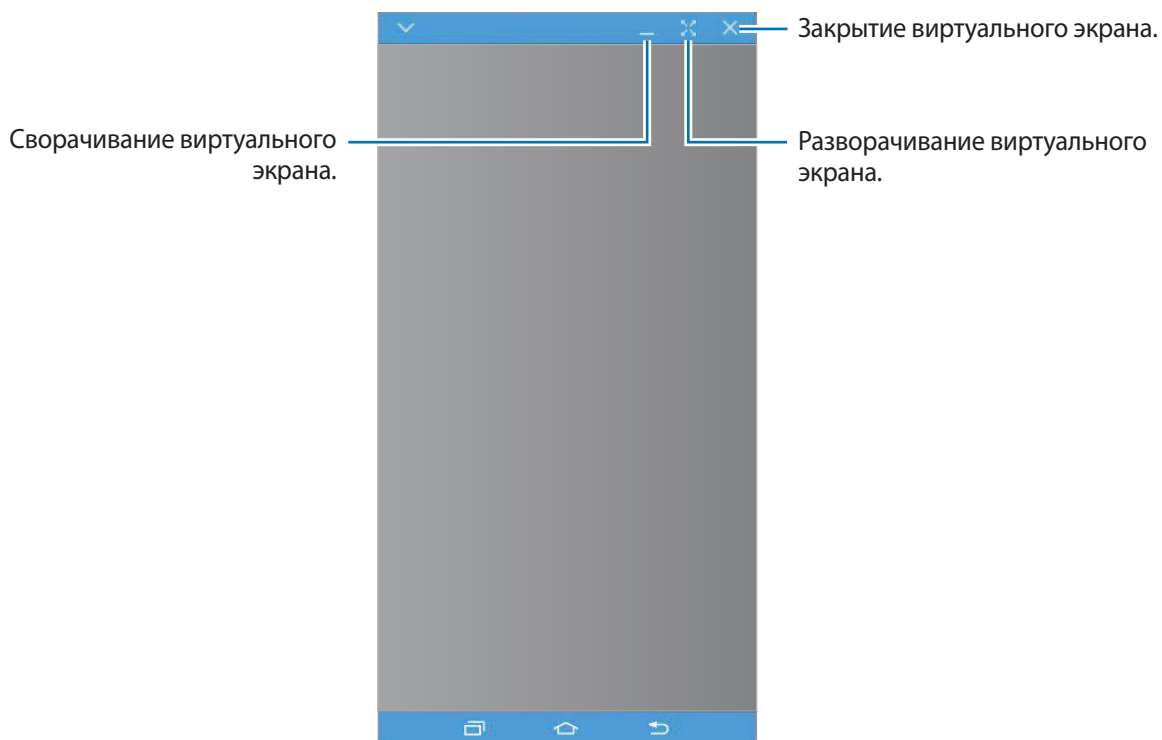 Закрытие виртуального экрана.
Сворачивание виртуального
экрана.
Разворачивание виртуального
экрана.